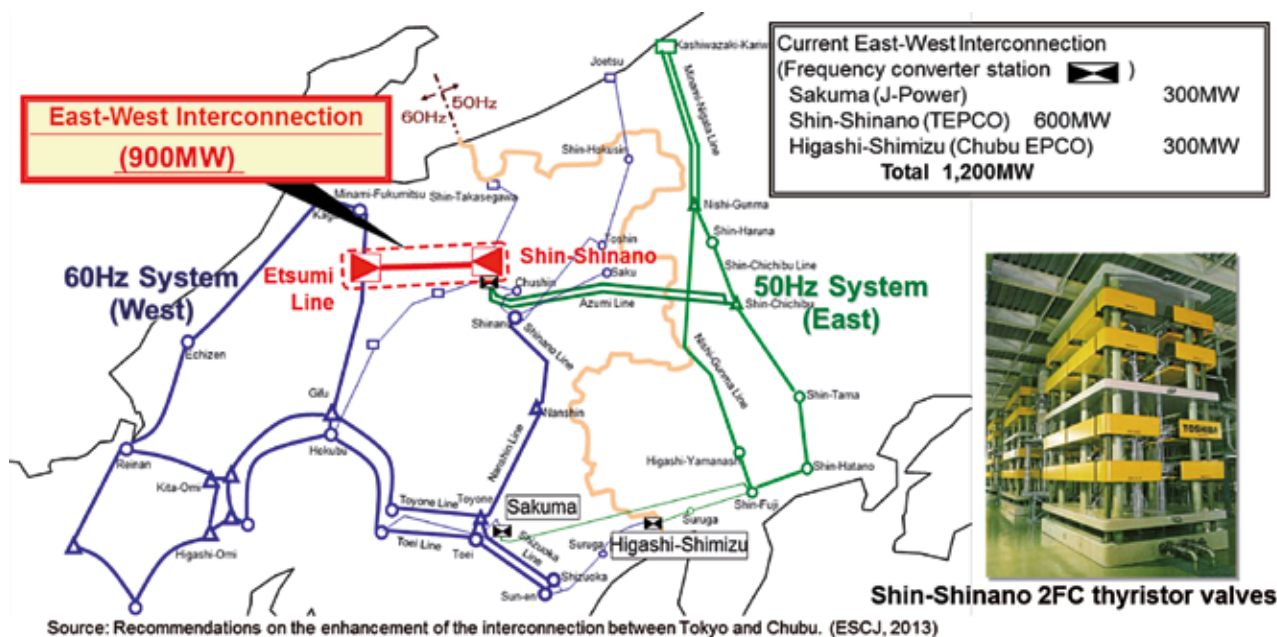 Current East-West Interconnection
(Frequency converter station )
Sakuma (J-Power) 300MW
Shin-Shinano (TEPCO) 600MW
Higashi-Shimizu (Chubu EPCO) 300MW
Total 1,200MW
East-West Interconnection
(900MW)
50Hz
60Hz
Joetsu
Kashiwazaki-Kariw
Minami-Niigata Line
Shin-Hokusin
Minami-Fukumitsu
Kaga
Shin-Takasegawa
Nishi-Gunma
Shin-Haruna
Toshin
Shin-Shinano
Saku
Shin-Chichibu Line
Etsumi
Line
Chushin
60Hz System
(West)
Azumi Line
50Hz System
(East)
Shin-Chichibu
Shinano
Shinano Line
Echizen
Nishi-Gunma Line
Gifu
Nanshin
Shin-Tama
Hokubu
Nanshin Line
TOSHIBA
Reinan
Higashi-Yamanash
Shin-Hatano
Kita-Omi
Toyone Line
Toyone
Sakuma
Shin-Fuji
Higashi-Omi
Toei Line
Toei
Shizuoka
Line
Suruga
Suruga
Higashi-Shimizu
Shizuoka
Sun-en
Shin-Shinano 2FC thyristor valves
Source: Recommendations on the enhancement of the interconnection between Tokyo and Chubu. (ESCJ, 2013)